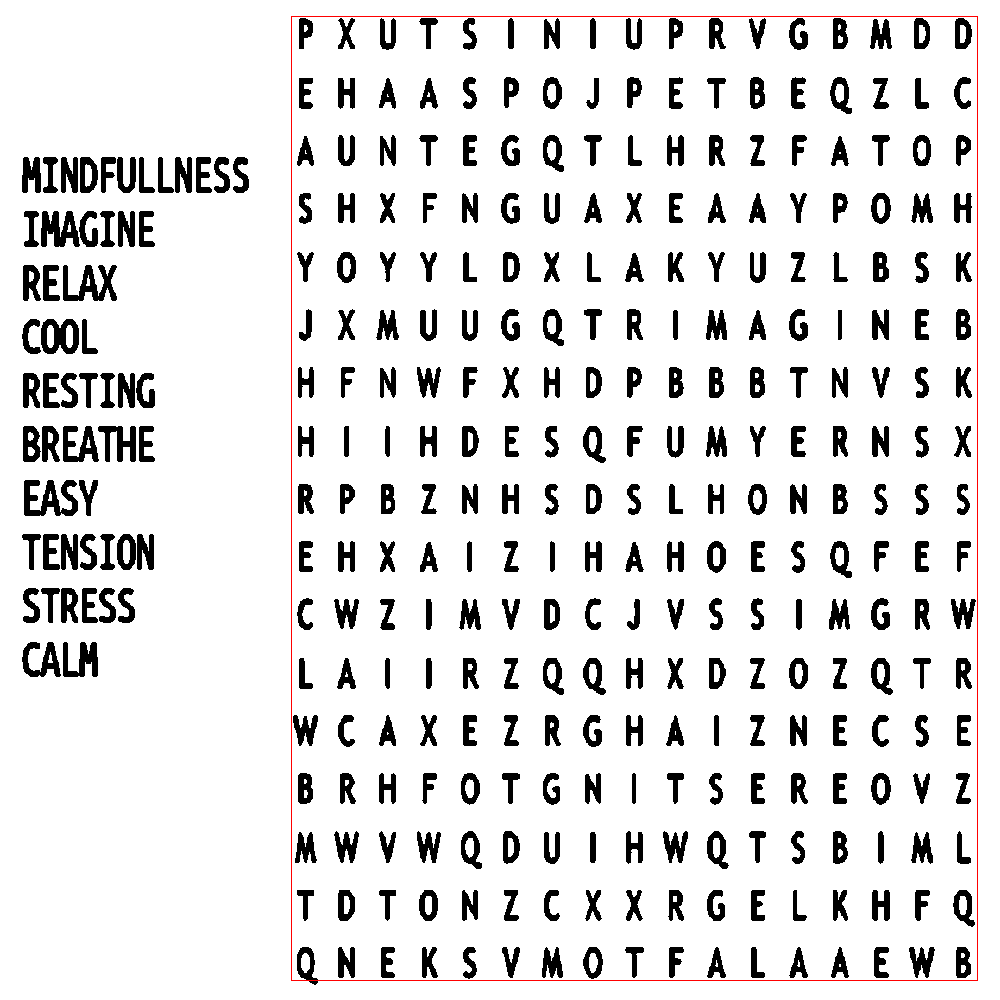 MINDFULLNESS
IMAGINE
RELAX
COOL
RESTING
BREATHE
EASY
TENSION
STRESS
CALM
P X U T S I N I U P R V G B M D D
E H A A S P O J P E T B E Q Z L C
A U N T E G Q T L H R Z F A T O P
S H X F N G U A X E A A Y P O M H
Y O Y Y L D X L A K Y U Z L B S K
J X M U U G Q T R I M A G I N E B
H F N W F X H D P B B B T N V S K
H I I H D E S Q F U M Y E R N S X
R P B Z N H S D S L H O N B S S S
E H X A I Z I H A H O E S Q F E F
C W Z I M V D C J V S S I M G R W
L A I I R Z Q Q H X D Z O Z Q T R
W C A X E Z R G H A I Z N E C S E
B R H F O T G N I T S E R E O V Z
M W V W Q D U I H W Q T S B I M L
T D T O N Z C X X R G E L K H F Q
Q N E K S V M O T F A L A A E W B